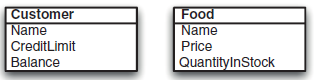 Customer
Name
CreditLimit
Balance
Food
Name
Price
QuantityInStock